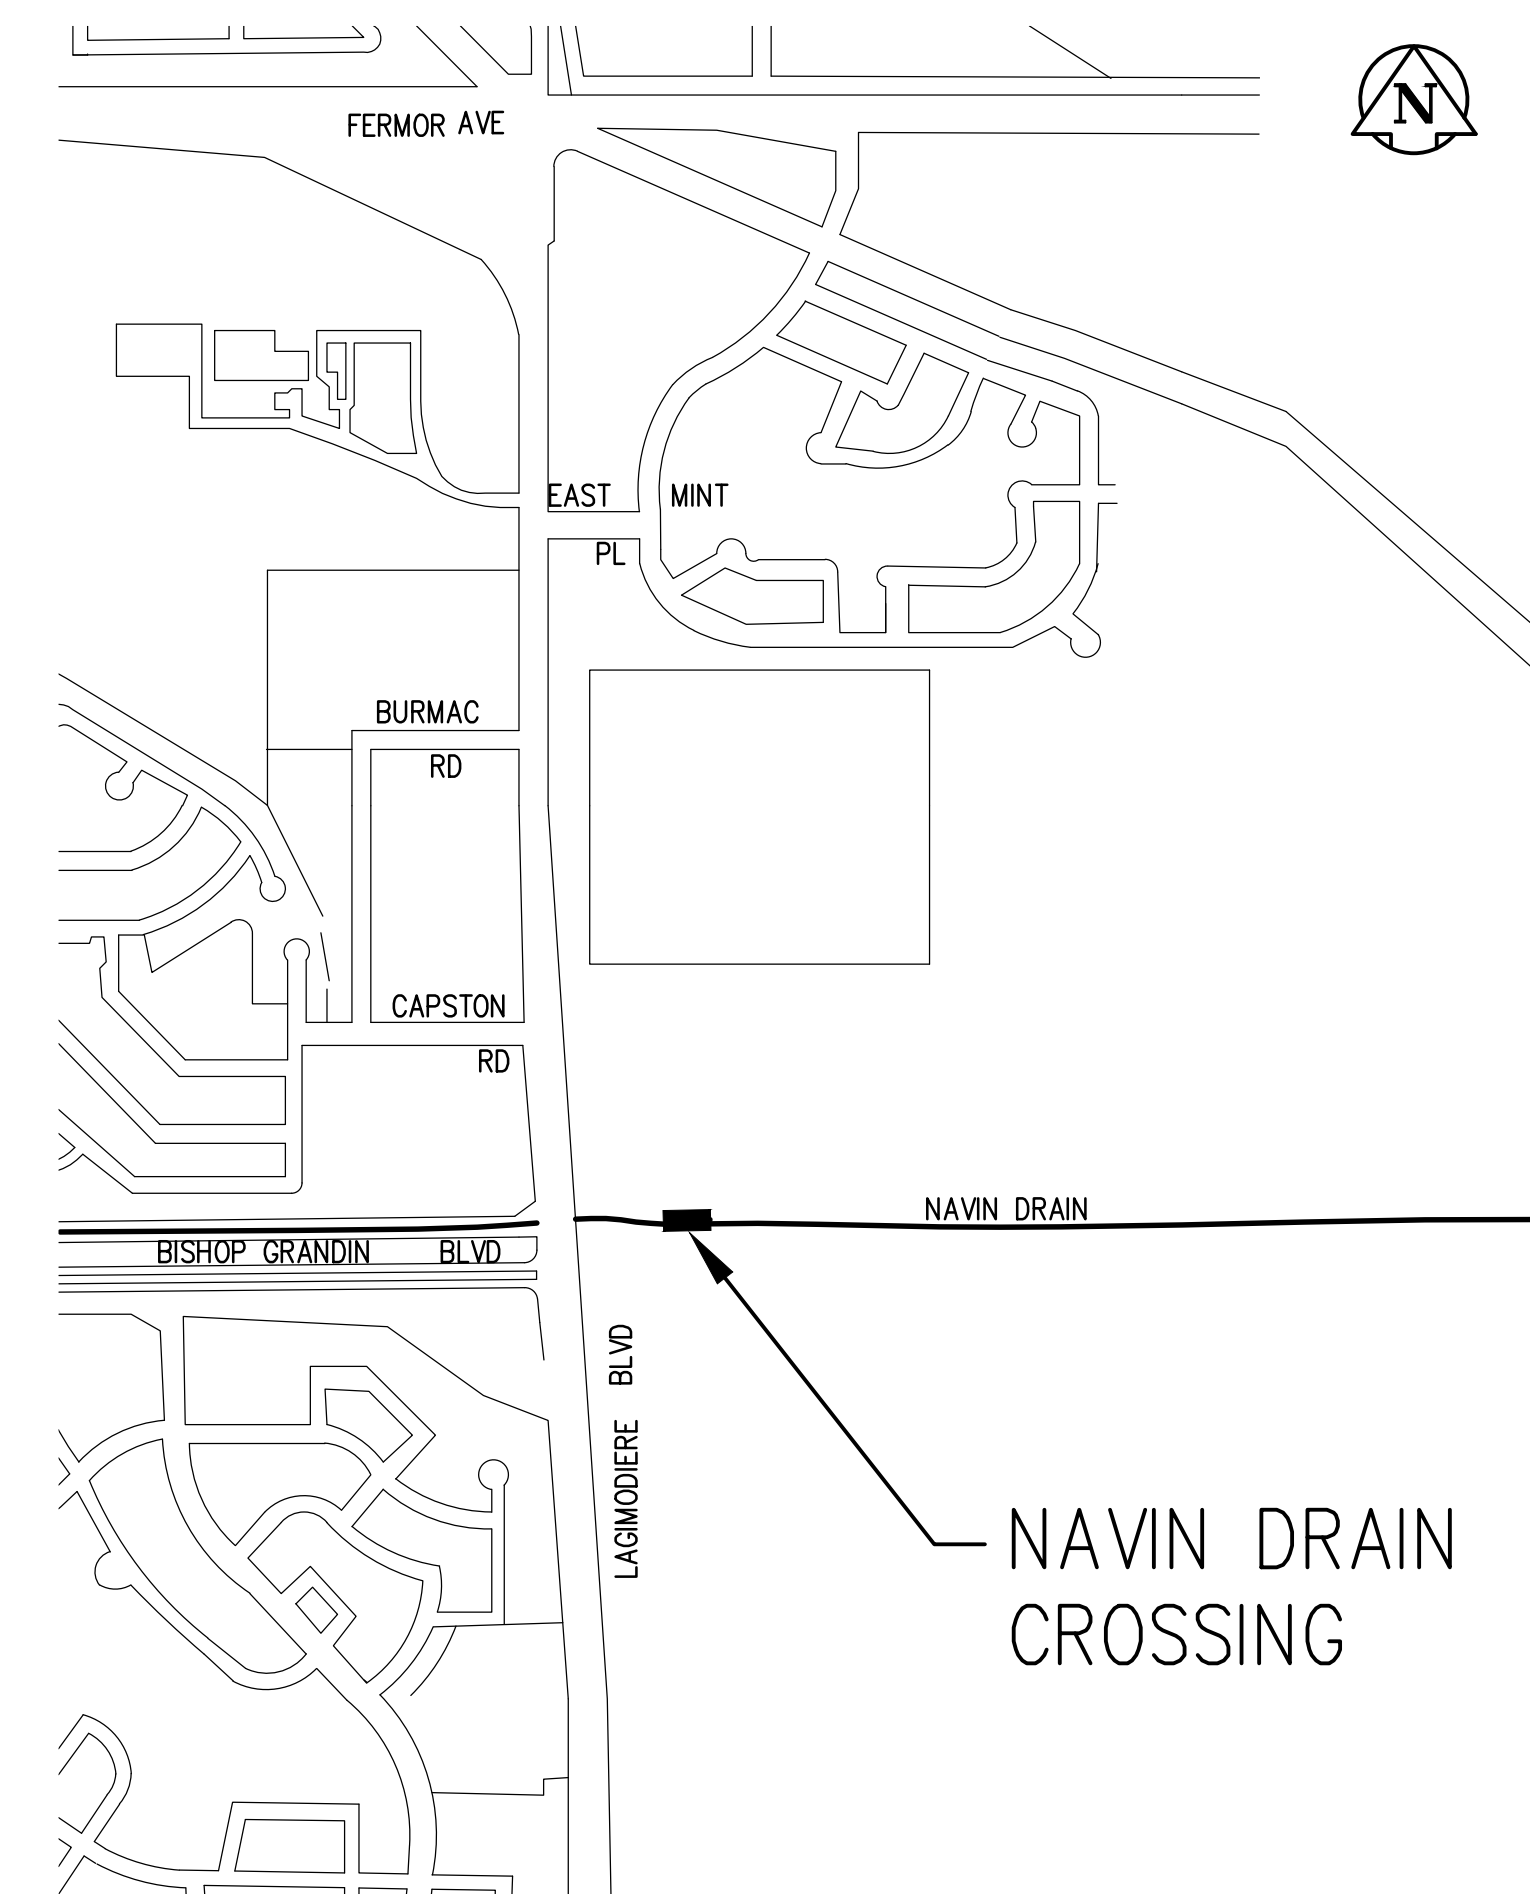 N
FERMOR AVE
EAST MINT
PL
BURMAC
RD
CAPSTON
RD
NAVIN DRAIN
BISHOP GRANDIN BLVD
LAGIMODIERE BLVD
NAVIN DRAIN
CROSSING